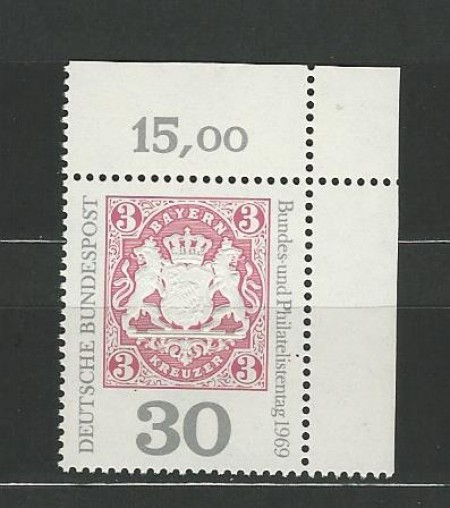 15,00
DEUTSCHE BUNDESPOST
3 3
BAYERN
KREUZER
3 3
30
Bundes-und Philatelistentag 1969